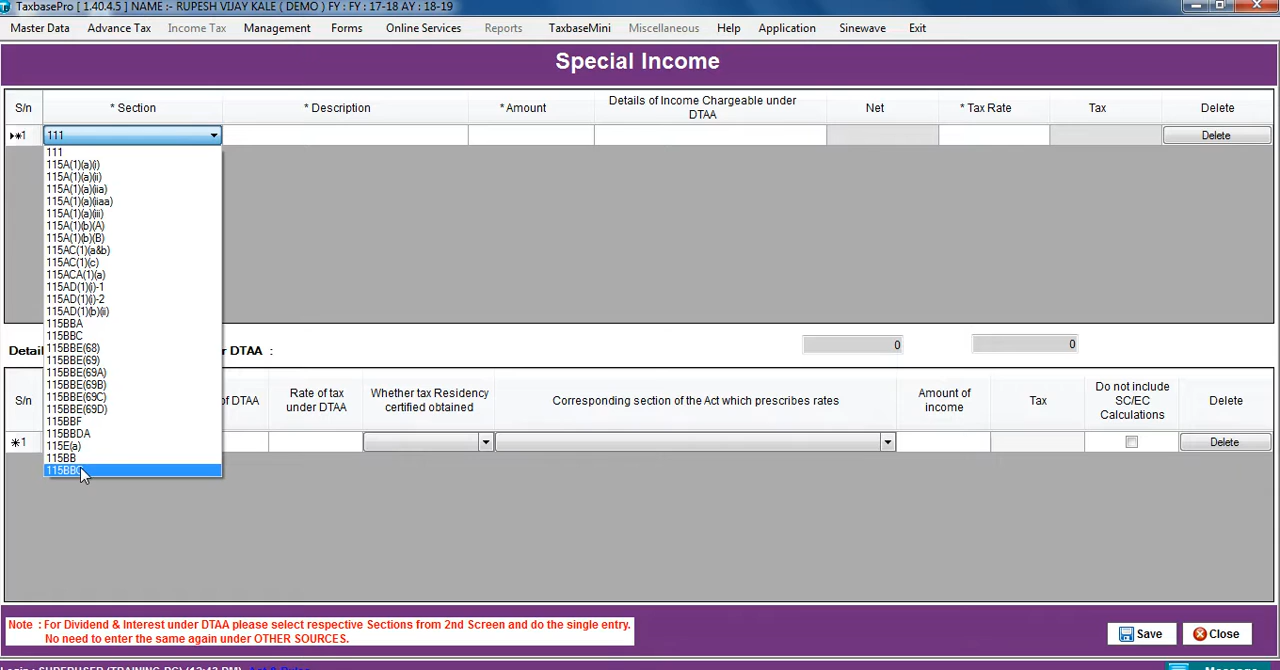 TaxbasePro [ 1.40.4.5 ] NAME :- RUPESH VIJAY KALE ( DEMO ) FY : FY : 17-18 AY : 18-19
Master Data Advance Tax Income Tax Management Forms Online Services Reports TaxbaseMini Miscellaneous Help Application Sinewave Exit
Special Income
S/n * Section * Description * Amount Details of Income Chargeable under DTAA Net * Tax Rate Tax Delete
1 111 Delete
111
115A(1)(a)(i)
115A(1)(a)(ii)
115A(1)(a)(iia)
115A(1)(a)(iiaa)
115A(1)(a)(iii)
115A(1)(b)(A)
115A(1)(b)(B)
115AC(1)(a&b)
115AC(1)(c)
115ACA(1)(a)
115AD(1)(i)-1
115AD(1)(i)-2
115AD(1)(b)(ii)
115BBA
115BBC
115BBE(68)
115BBE(69)
115BBE(69A)
115BBE(69B)
115BBE(69C)
115BBE(69D)
115BBF
115BBDA
115E(a)
115BB
Detail r DTAA : 0 0
S/n of DTAA Rate of tax under DTAA Whether tax Residency certified obtained Corresponding section of the Act which prescribes rates Amount of income Tax Do not include SC/EC Calculations Delete
1 Delete
Note : For Dividend & Interest under DTAA please select respective Sections from 2nd Screen and do the single entry.
No need to enter the same again under OTHER SOURCES.
Save Close